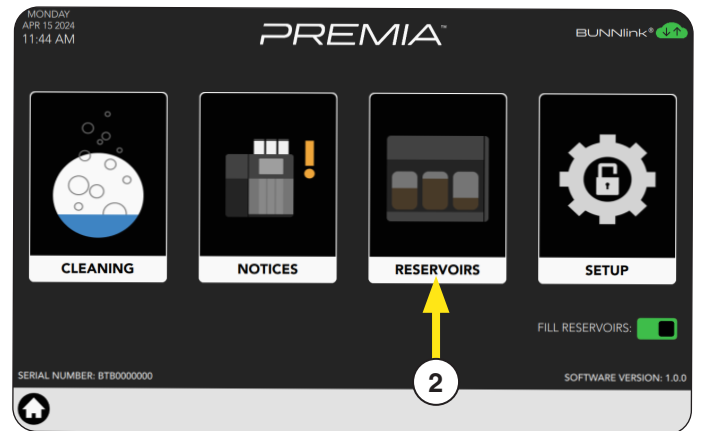 MONDAY
APR 15 2024
11:44 AM
PREMIA™
BUNNlink®
CLEANING
NOTICES
RESERVOIRS
SETUP
FILL RESERVOIRS:
2
SERIAL NUMBER: BTB0000000
SOFTWARE VERSION: 1.0.0